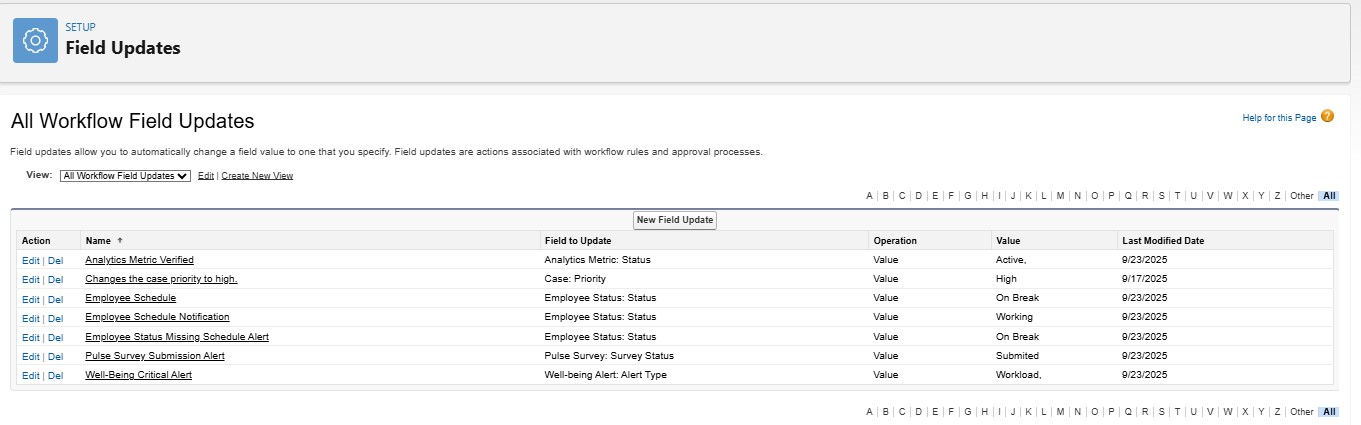 SETUP
Field Updates
All Workflow Field Updates
Help for this Page ?
Field updates allow you to automatically change a field value to one that you specify. Field updates are actions associated with workflow rules and approval processes.
View: All Workflow Field Updates Edit | Create New View
A | B | C | D | E | F | G | H | I | J | K | L | M | N | O | P | Q | R | S | T | U | V | W | X | Y | Z | Other All
New Field Update
Action Name ↑ Field to Update Operation Value Last Modified Date
Edit | Del Analytics Metric Verified Analytics Metric: Status Value Active, 9/23/2025
Edit | Del Changes the case priority to high. Case: Priority Value High 9/17/2025
Edit | Del Employee Schedule Employee Status: Status Value On Break 9/23/2025
Edit | Del Employee Schedule Notification Employee Status: Status Value Working 9/23/2025
Edit | Del Employee Status Missing Schedule Alert Employee Status: Status Value On Break 9/23/2025
Edit | Del Pulse Survey Submission Alert Pulse Survey: Survey Status Value Submited 9/23/2025
Edit | Del Well-Being Critical Alert Well-being Alert: Alert Type Value Workload, 9/23/2025
A | B | C | D | E | F | G | H | I | J | K | L | M | N | O | P | Q | R | S | T | U | V | W | X | Y | Z | Other All